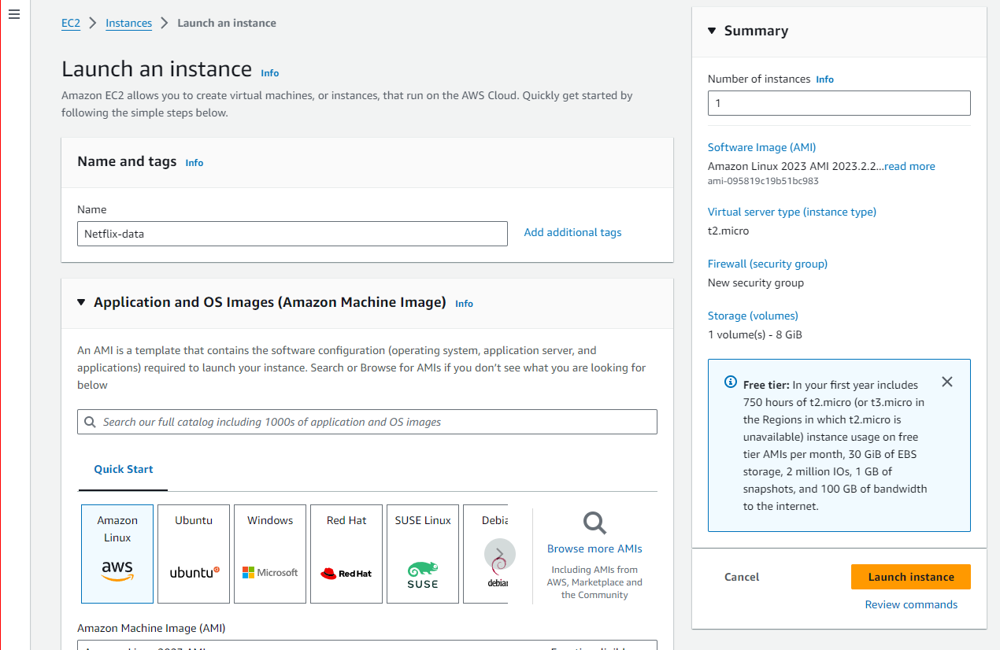 EC2 > Instances > Launch an instance
Launch an instance Info
Amazon EC2 allows you to create virtual machines, or instances, that run on the AWS Cloud. Quickly get started by
following the simple steps below.
Name and tags Info
Name
Netflix-data
Add additional tags
Application and OS Images (Amazon Machine Image) Info
An AMI is a template that contains the software configuration (operating system, application server, and
applications) required to launch your instance. Search or Browse for AMIs if you don’t see what you are looking for
below
Search our full catalog including 1000s of application and OS images
Quick Start
Amazon
Linux
aws
Ubuntu
ubuntu
Windows
Microsoft
Red Hat
Red Hat
SUSE Linux
SUSE
Debia
debian
Browse more AMIs
Including AMIs from
AWS, Marketplace and
the Community
Amazon Machine Image (AMI)
Summary
Number of instances Info
1
Software Image (AMI)
Amazon Linux 2023 AMI 2023.2.2...read more
ami-095819c19b51bc983
Virtual server type (instance type)
t2.micro
Firewall (security group)
New security group
Storage (volumes)
1 volume(s) - 8 GiB
Free tier: In your first year includes
750 hours of t2.micro (or t3.micro in
the Regions in which t2.micro is
unavailable) instance usage on free
tier AMIs per month, 30 GiB of EBS
storage, 2 million IOs, 1 GB of
snapshots, and 100 GB of bandwidth
to the internet.
Cancel
Launch instance
Review commands